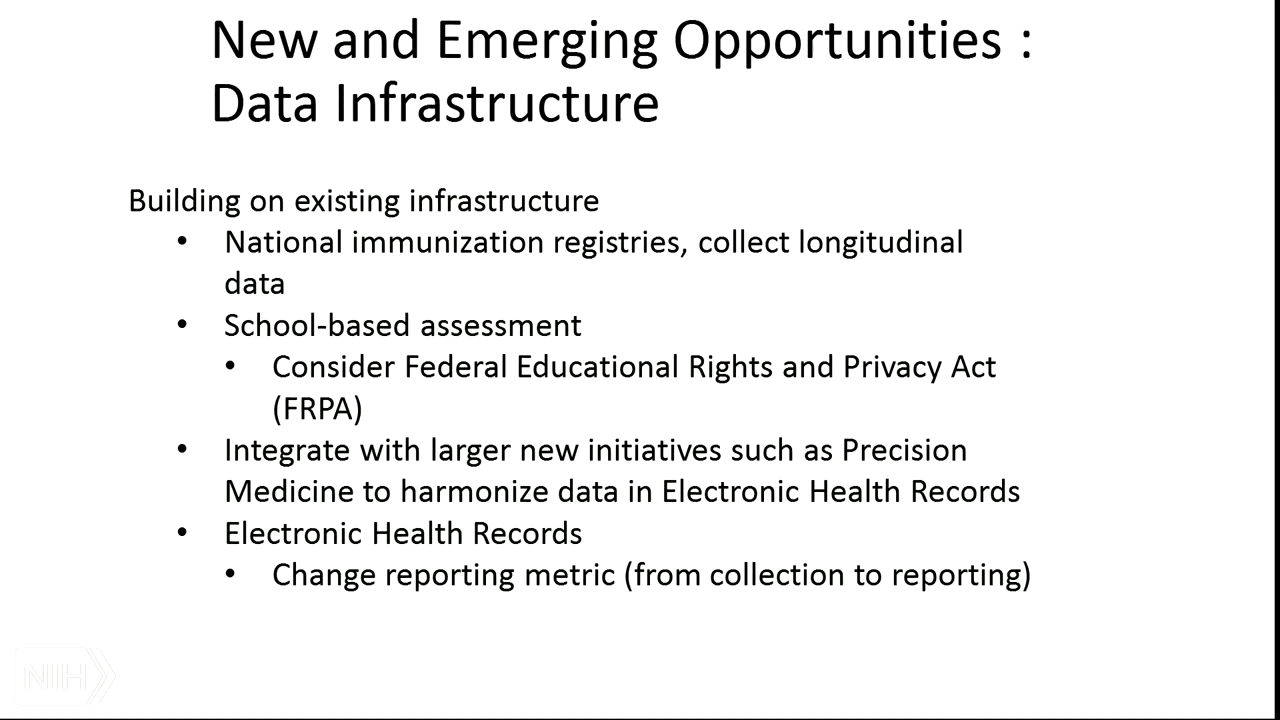 New and Emerging Opportunities :
Data Infrastructure
Building on existing infrastructure
• National immunization registries, collect longitudinal
data
• School-based assessment
• Consider Federal Educational Rights and Privacy Act
(FRPA)
• Integrate with larger new initiatives such as Precision
Medicine to harmonize data in Electronic Health Records
• Electronic Health Records
• Change reporting metric (from collection to reporting)
NIH